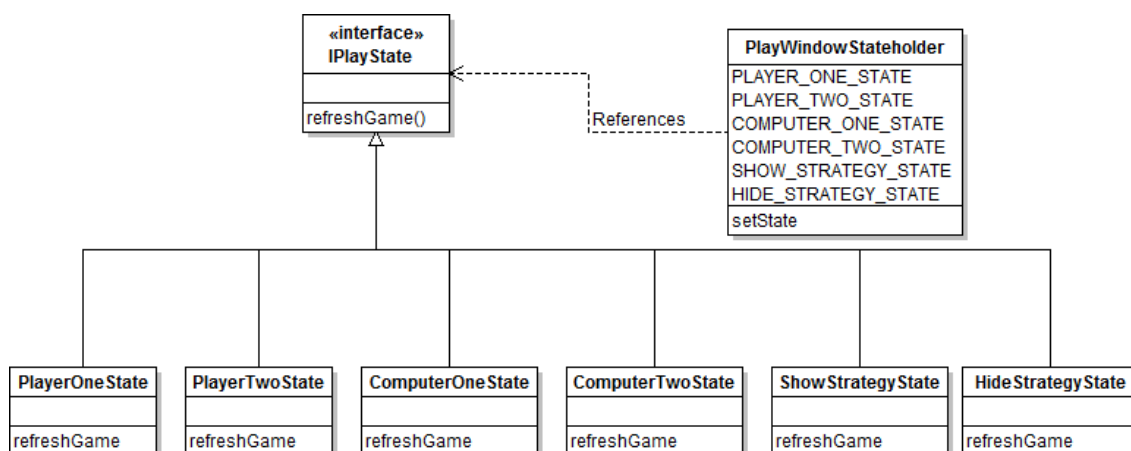 «interface»
IPlayState
refreshGame()
References
PlayWindowStateholder
PLAYER_ONE_STATE
PLAYER_TWO_STATE
COMPUTER_ONE_STATE
COMPUTER_TWO_STATE
SHOW_STRATEGY_STATE
HIDE_STRATEGY_STATE
setState
PlayerOneState
refreshGame
PlayerTwoState
refreshGame
ComputerOneState
refreshGame
ComputerTwoState
refreshGame
ShowStrategyState
refreshGame
HideStrategyState
refreshGame